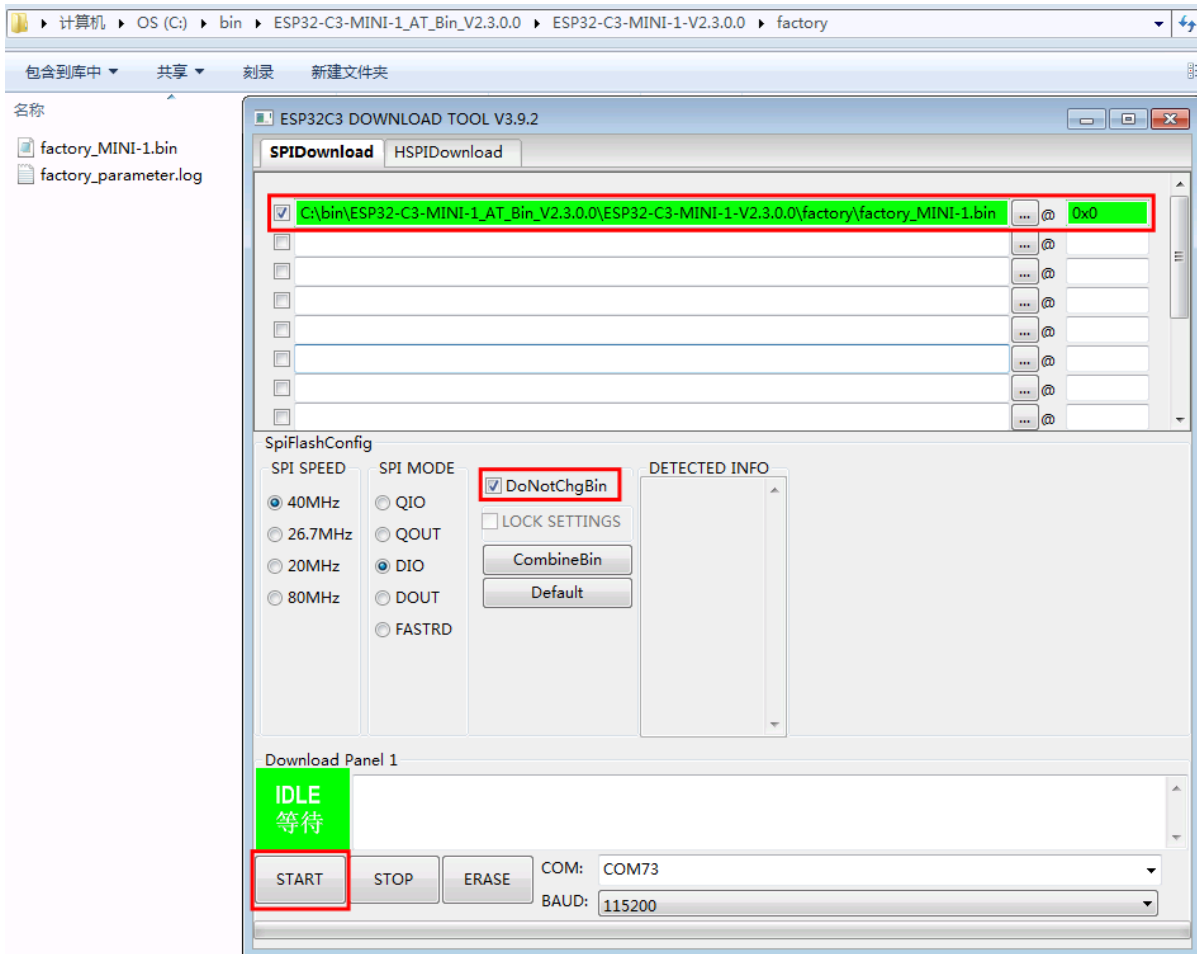 计算机 OS (C:) bin ESP32-C3-MINI-1_AT_Bin_V2.3.0.0 ESP32-C3-MINI-1-V2.3.0.0 factory
包含到库中 共享 刻录 新建文件夹
名称
factory_MINI-1.bin
factory_parameter.log
ESP32C3 DOWNLOAD TOOL V3.9.2
SPIDownload HSPIDownload
C:\bin\ESP32-C3-MINI-1_AT_Bin_V2.3.0.0\ESP32-C3-MINI-1-V2.3.0.0\factory\factory_MINI-1.bin ... @ 0x0
... @
... @
... @
... @
... @
... @
... @
SpiFlashConfig
SPI SPEED
40MHz
26.7MHz
20MHz
80MHz
SPI MODE
QIO
QOUT
DIO
DOUT
FASTRD
DoNotChgBin
LOCK SETTINGS
CombineBin
Default
DETECTED INFO
Download Panel 1
IDLE
等待
START STOP ERASE
COM: COM73
BAUD: 115200